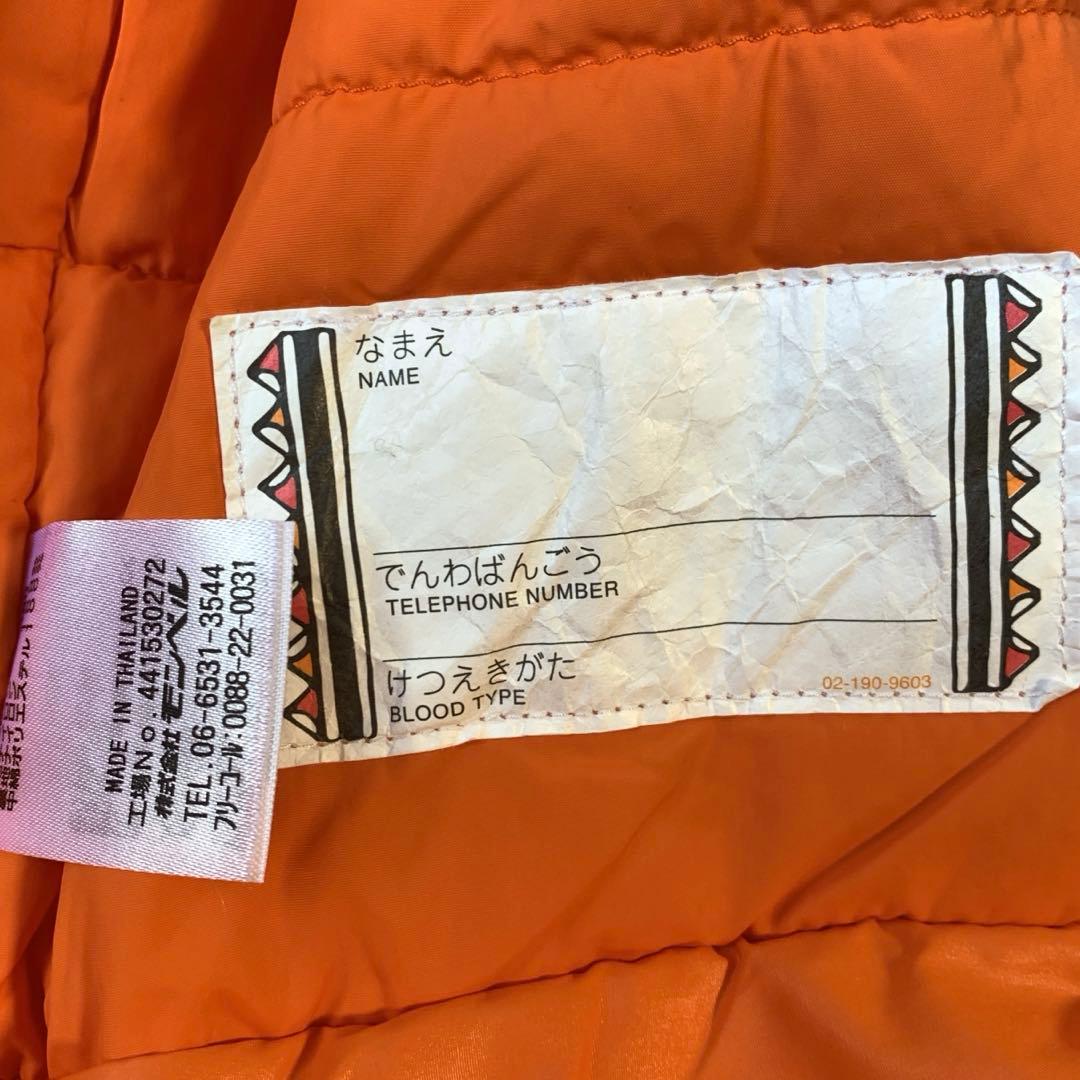 なまえ
NAME
でんわばんごう
TELEPHONE NUMBER
けつえきがた
BLOOD TYPE
02-190-9603
MADE IN THAILAND
工場No.441530272
株式会社モンベル
TEL.06-6531-3544
フリーコール:0088-22-0031